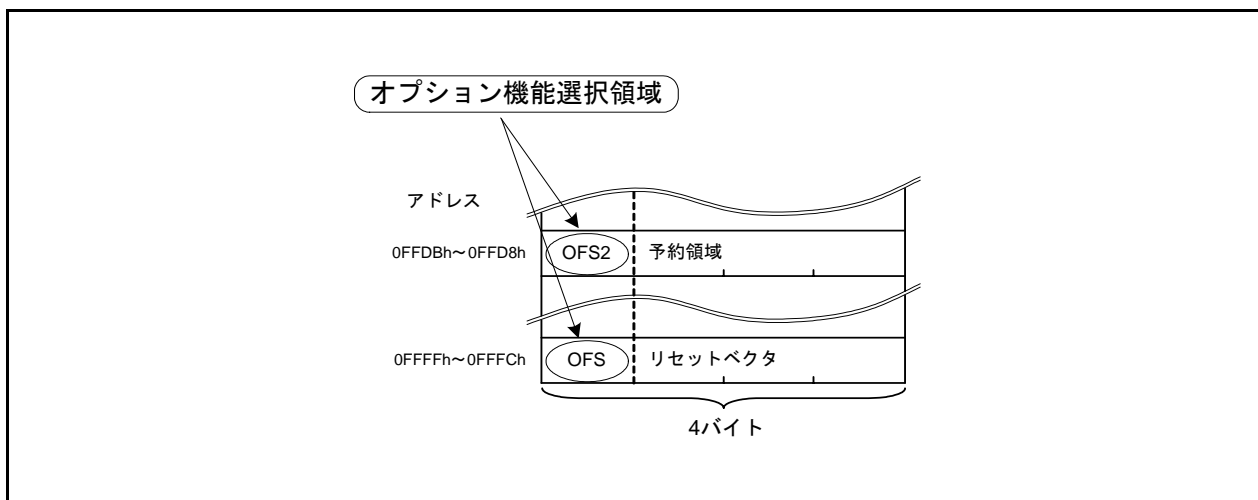 オプション機能選択領域
アドレス
0FFDBh～0FFD8h OFS2 予約領域
0FFFFh～0FFFCh OFS リセットベクタ
4バイト